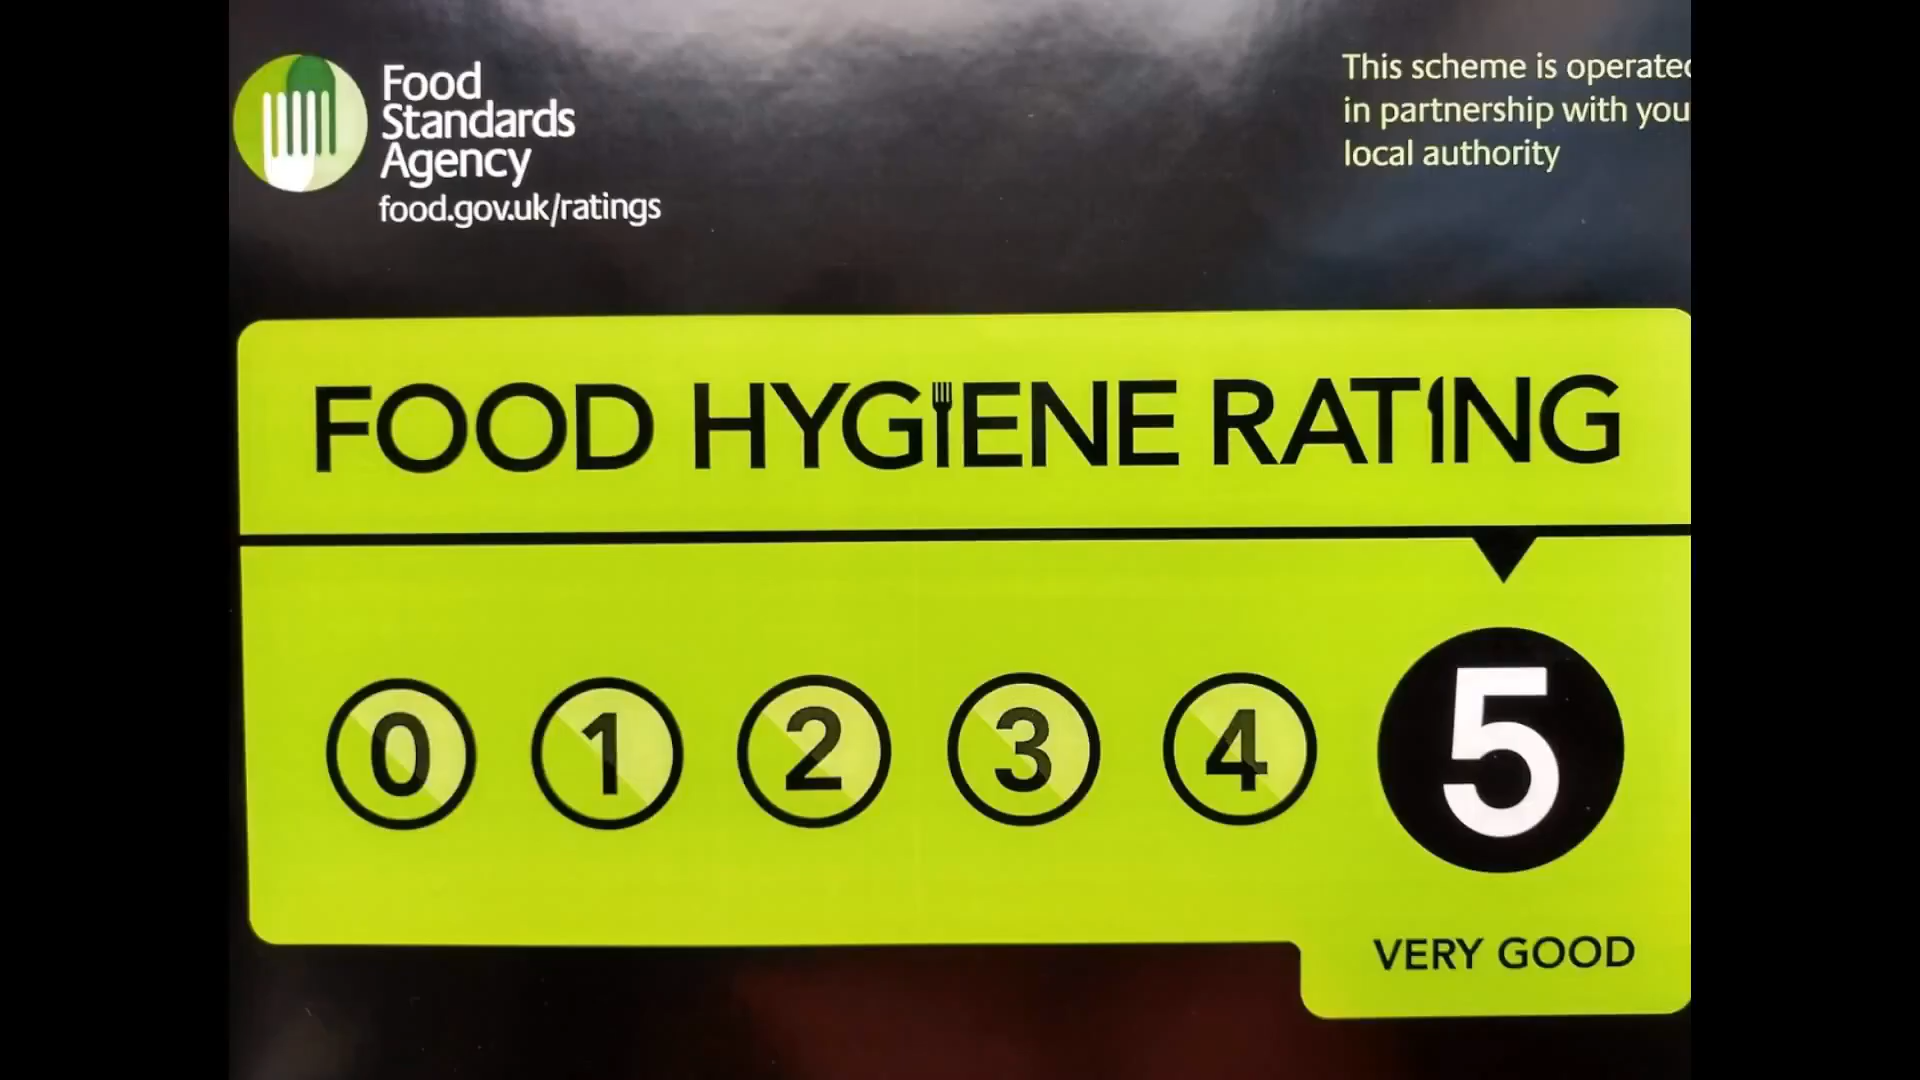 Food
Standards
Agency
food.gov.uk/ratings
This scheme is operated
in partnership with you
local authority
FOOD HYGIENE RATING
0 1 2 3 4 5
VERY GOOD